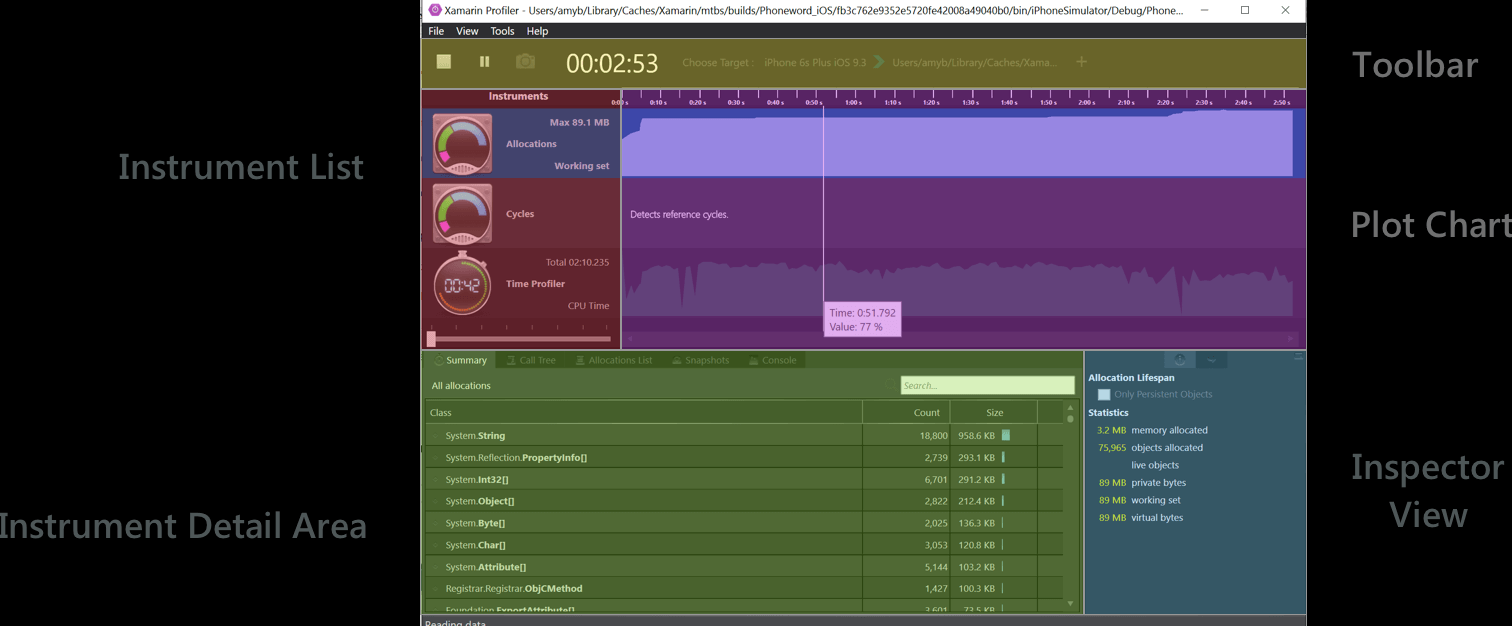 Xamarin Profiler - Users/amyb/Library/Caches/Xamarin/mtbs/builds/Phoneword_iOS/fb3c762e9352e5720fe42008a49040b0/bin/iPhoneSimulator/Debug/Phone...
File View Tools Help
00:02:53 Choose Target : iPhone 6s Plus iOS 9.3 Users/amyb/Library/Caches/Xama... +
Toolbar
Instruments
0:00 s 0:10 s 0:20 s 0:30 s 0:40 s 0:50 s 1:00 s 1:10 s 1:20 s 1:30 s 1:40 s 1:50 s 2:00 s 2:10 s 2:20 s 2:30 s 2:40 s 2:50 s
Max 89.1 MB
Allocations
Working set
Instrument List
Cycles
Detects reference cycles.
Plot Chart
Total 02:10.235
00:42
Time Profiler
CPU Time
Time: 0:51.792
Value: 77 %
Summary Call Tree Allocations List Snapshots Console
All allocations
Search...
Class Count Size
System.String 18,800 958.6 KB
System.Reflection.PropertyInfo[] 2,739 293.1 KB
System.Int32[] 6,701 291.2 KB
System.Object[] 2,822 212.4 KB
System.Byte[] 2,025 136.3 KB
System.Char[] 3,053 120.8 KB
System.Attribute[] 5,144 103.2 KB
Registrar.Registrar.ObjCMethod 1,427 100.3 KB
Foundation.ExportAttribute[] 3,601 73.5 KB
Instrument Detail Area
Allocation Lifespan
Only Persistent Objects
Statistics
3.2 MB memory allocated
75,965 objects allocated
live objects
89 MB private bytes
89 MB working set
89 MB virtual bytes
Inspector
View
Reading data